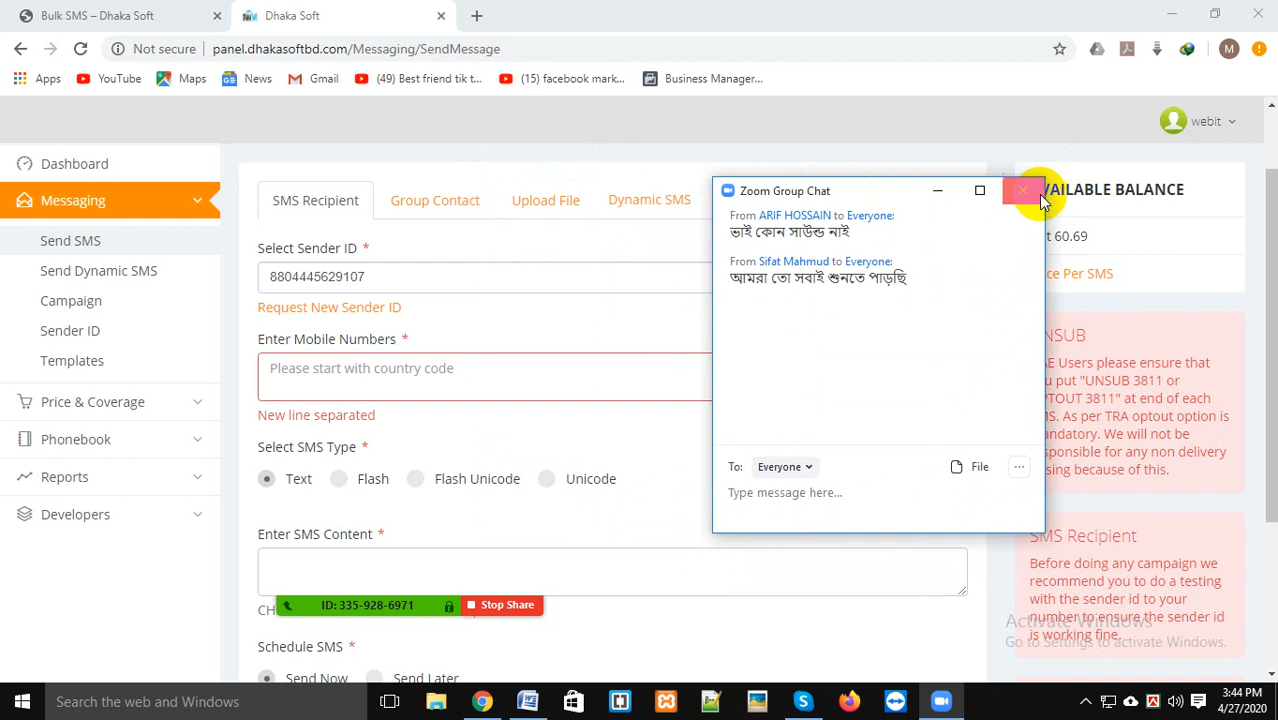 Bulk SMS – Dhaka Soft
Dhaka Soft
Not secure
panel.dhakasoftbd.com/Messaging/SendMessage
M
Apps
YouTube
Maps
News
Gmail
(49) Best friend tik t...
(15) facebook mark...
Business Manager...
webit
Dashboard
Messaging
Send SMS
Send Dynamic SMS
Campaign
Sender ID
Templates
Price & Coverage
Phonebook
Reports
Developers
SMS Recipient
Group Contact
Upload File
Dynamic SMS
Select Sender ID *
8804445629107
Request New Sender ID
Enter Mobile Numbers *
Please start with country code
New line separated
Select SMS Type *
Text
Flash
Flash Unicode
Unicode
Enter SMS Content *
CH
ID: 335-928-6971
Stop Share
Schedule SMS *
Send Now
Send Later
Zoom Group Chat
From ARIF HOSSAIN to Everyone:
ভাই কোন সাউন্ড নাই
From Sifat Mahmud to Everyone:
আমরা তো সবাই শুনতে পাড়ছি
To: Everyone
File
Type message here...
VAILABLE BALANCE
t 60.69
ce Per SMS
NSUB
AE Users please ensure that
u put "UNSUB 3811 or
PTOUT 3811" at end of each
MS. As per TRA optout option is
andatory. We will not be
sponsible for any non delivery
sing because of this.
SMS Recipient
Before doing any campaign we
recommend you to do a testing
with the sender id to your
number to ensure the sender id
is working fine.
Activate Windows
Go to Settings to activate Windows.
Search the web and Windows
3:44 PM
4/27/2020